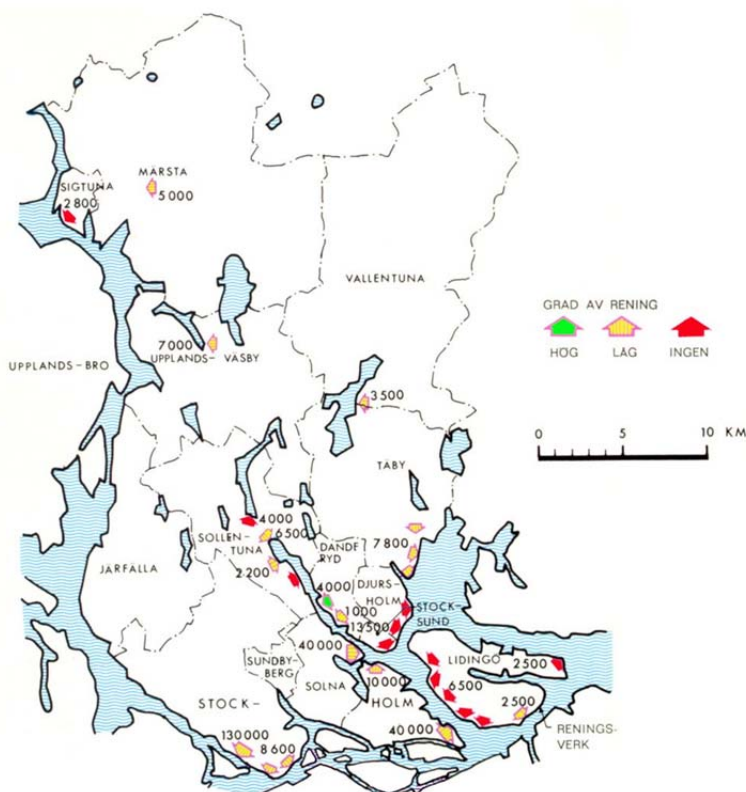 MÄRSTA
5000
SIGTUNA
2800
VALLENTUNA
GRAD AV RENING
HÖG LÅG INGEN
7000
UPPLANDS-VÄSBY
UPPLANDS-BRO
3500
0 5 10 KM
TÄBY
4000
6500
SOLLEN-
TUNA
DANDE
RYD
7800
JÄRFÄLLA
2200
4000
DJURS-
HOLM
1000
13500
STOCK-
SUND
40000
SUNDBY-
BERG
SOLNA
10000
LIDINGÖ
2500
6500
STOCK-
HOLM
2500
40000
RENINGS-
VERK
130000
8600